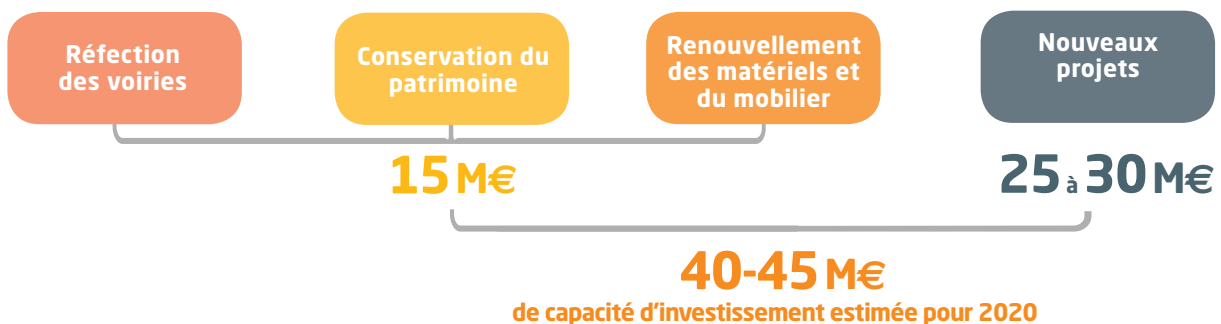 Réfection
des voiries
Conservation du
patrimoine
Renouvellement
des matériels et
du mobilier
Nouveaux
projets
15 M€
25 à 30 M€
40-45 M€
de capacité d'investissement estimée pour 2020